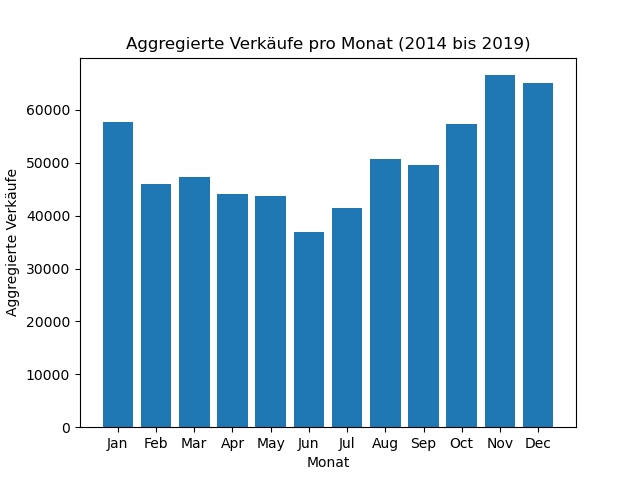 Aggregierte Verkäufe pro Monat (2014 bis 2019)
Aggregierte Verkäufe
60000
50000
40000
30000
20000
10000
0
Jan Feb Mar Apr May Jun Jul Aug Sep Oct Nov Dec
Monat